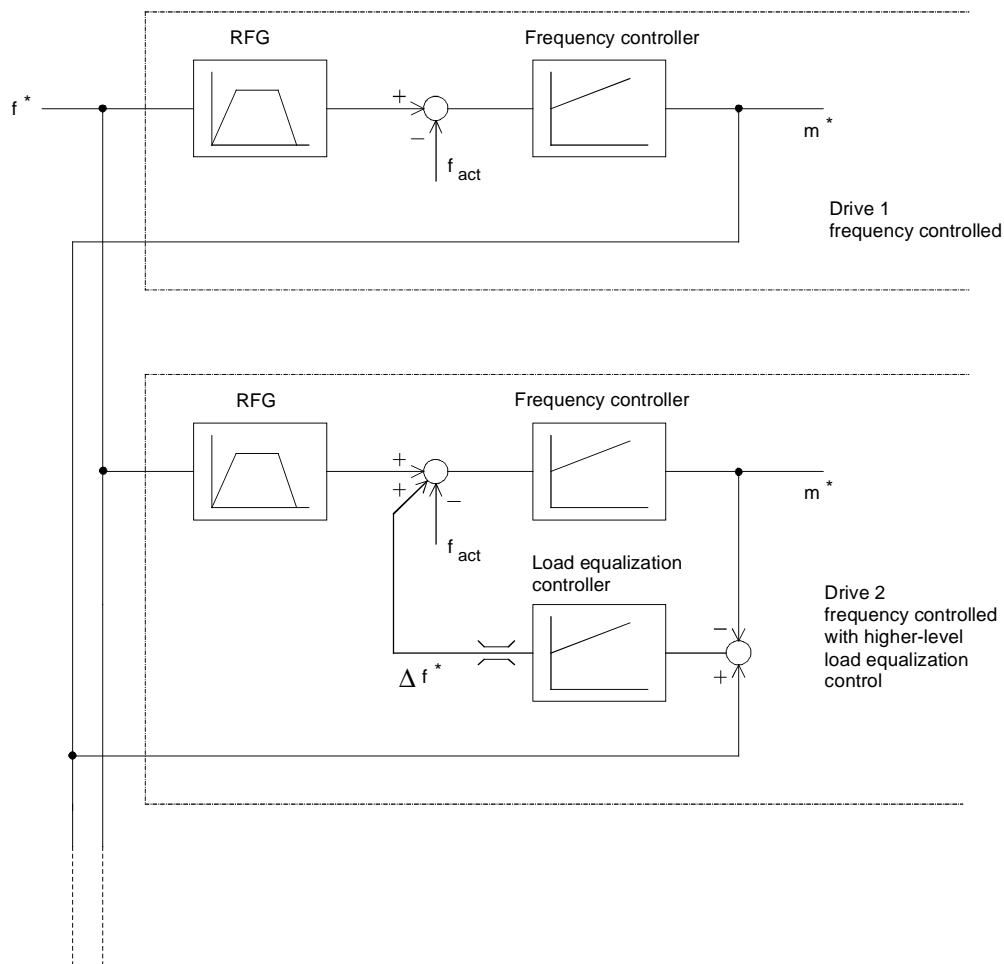 RFG
Frequency controller
f *
+
−
f act
m *
Drive 1
frequency controlled
RFG
Frequency controller
+
+
−
f act
m *
Load equalization
controller
Drive 2
frequency controlled
with higher-level
load equalization
control
−
+
Δ f *